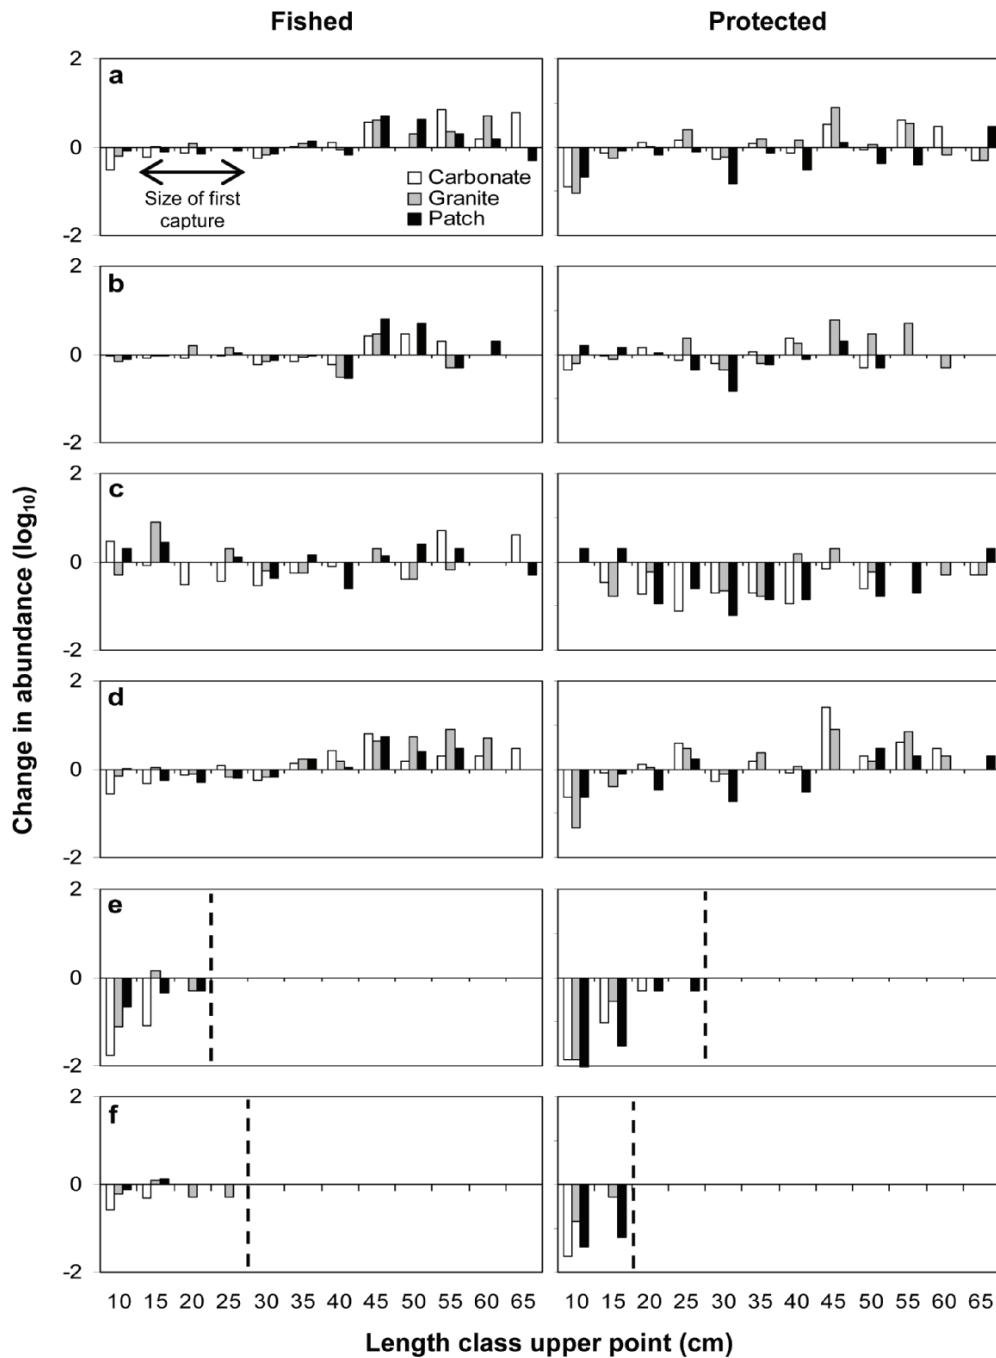 Fished Protected
2 a
0
-2
Size of first
capture
Carbonate
Granite
Patch
2 b
0
-2
2 c
0
-2
2 d
0
-2
2 e
0
-2
2 f
0
-2
Change in abundance (log₁₀)
10 15 20 25 30 35 40 45 50 55 60 65 10 15 20 25 30 35 40 45 50 55 60 65
Length class upper point (cm)